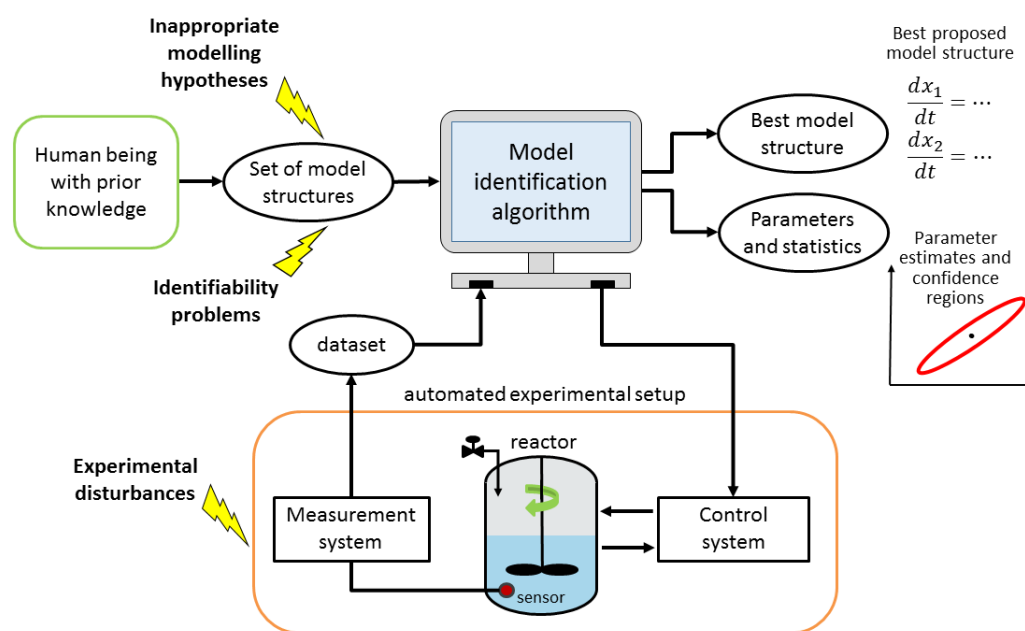 Inappropriate
modelling
hypotheses
Human being
with prior
knowledge
Set of model
structures
Identifiability
problems
Model
identification
algorithm
Best model
structure
Parameters
and statistics
Best proposed
model structure
dx₁/dt = ⋯
dx₂/dt = ⋯
Parameter
estimates and
confidence
regions
dataset
automated experimental setup
Experimental
disturbances
Measurement
system
reactor
sensor
Control
system